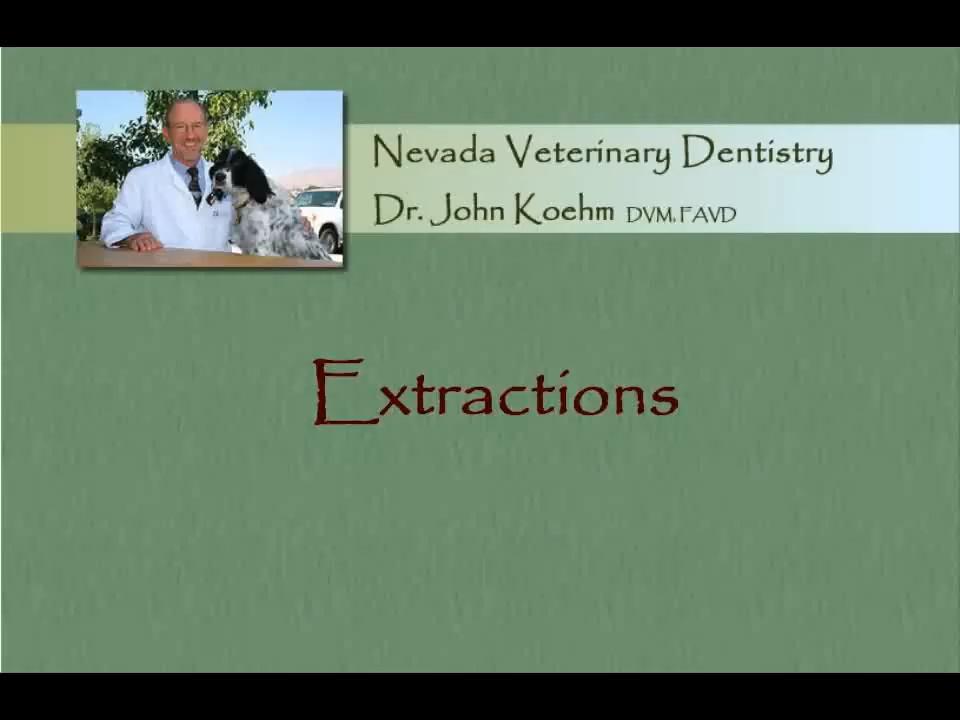 Nevada Veterinary Dentistry
Dr. John Koehm DVM, FAVD
Extractions